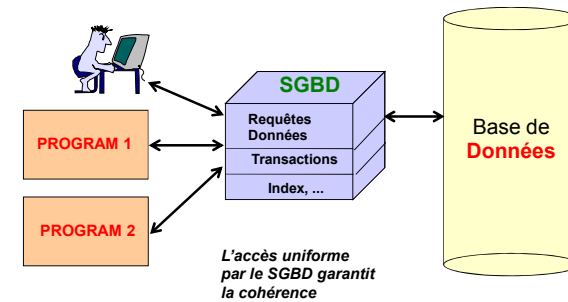 SGBD
Requêtes
Données
Transactions
Index, ...
PROGRAM 1
PROGRAM 2
Base de
Données
L'accès uniforme
par le SGBD garantit
la cohérence